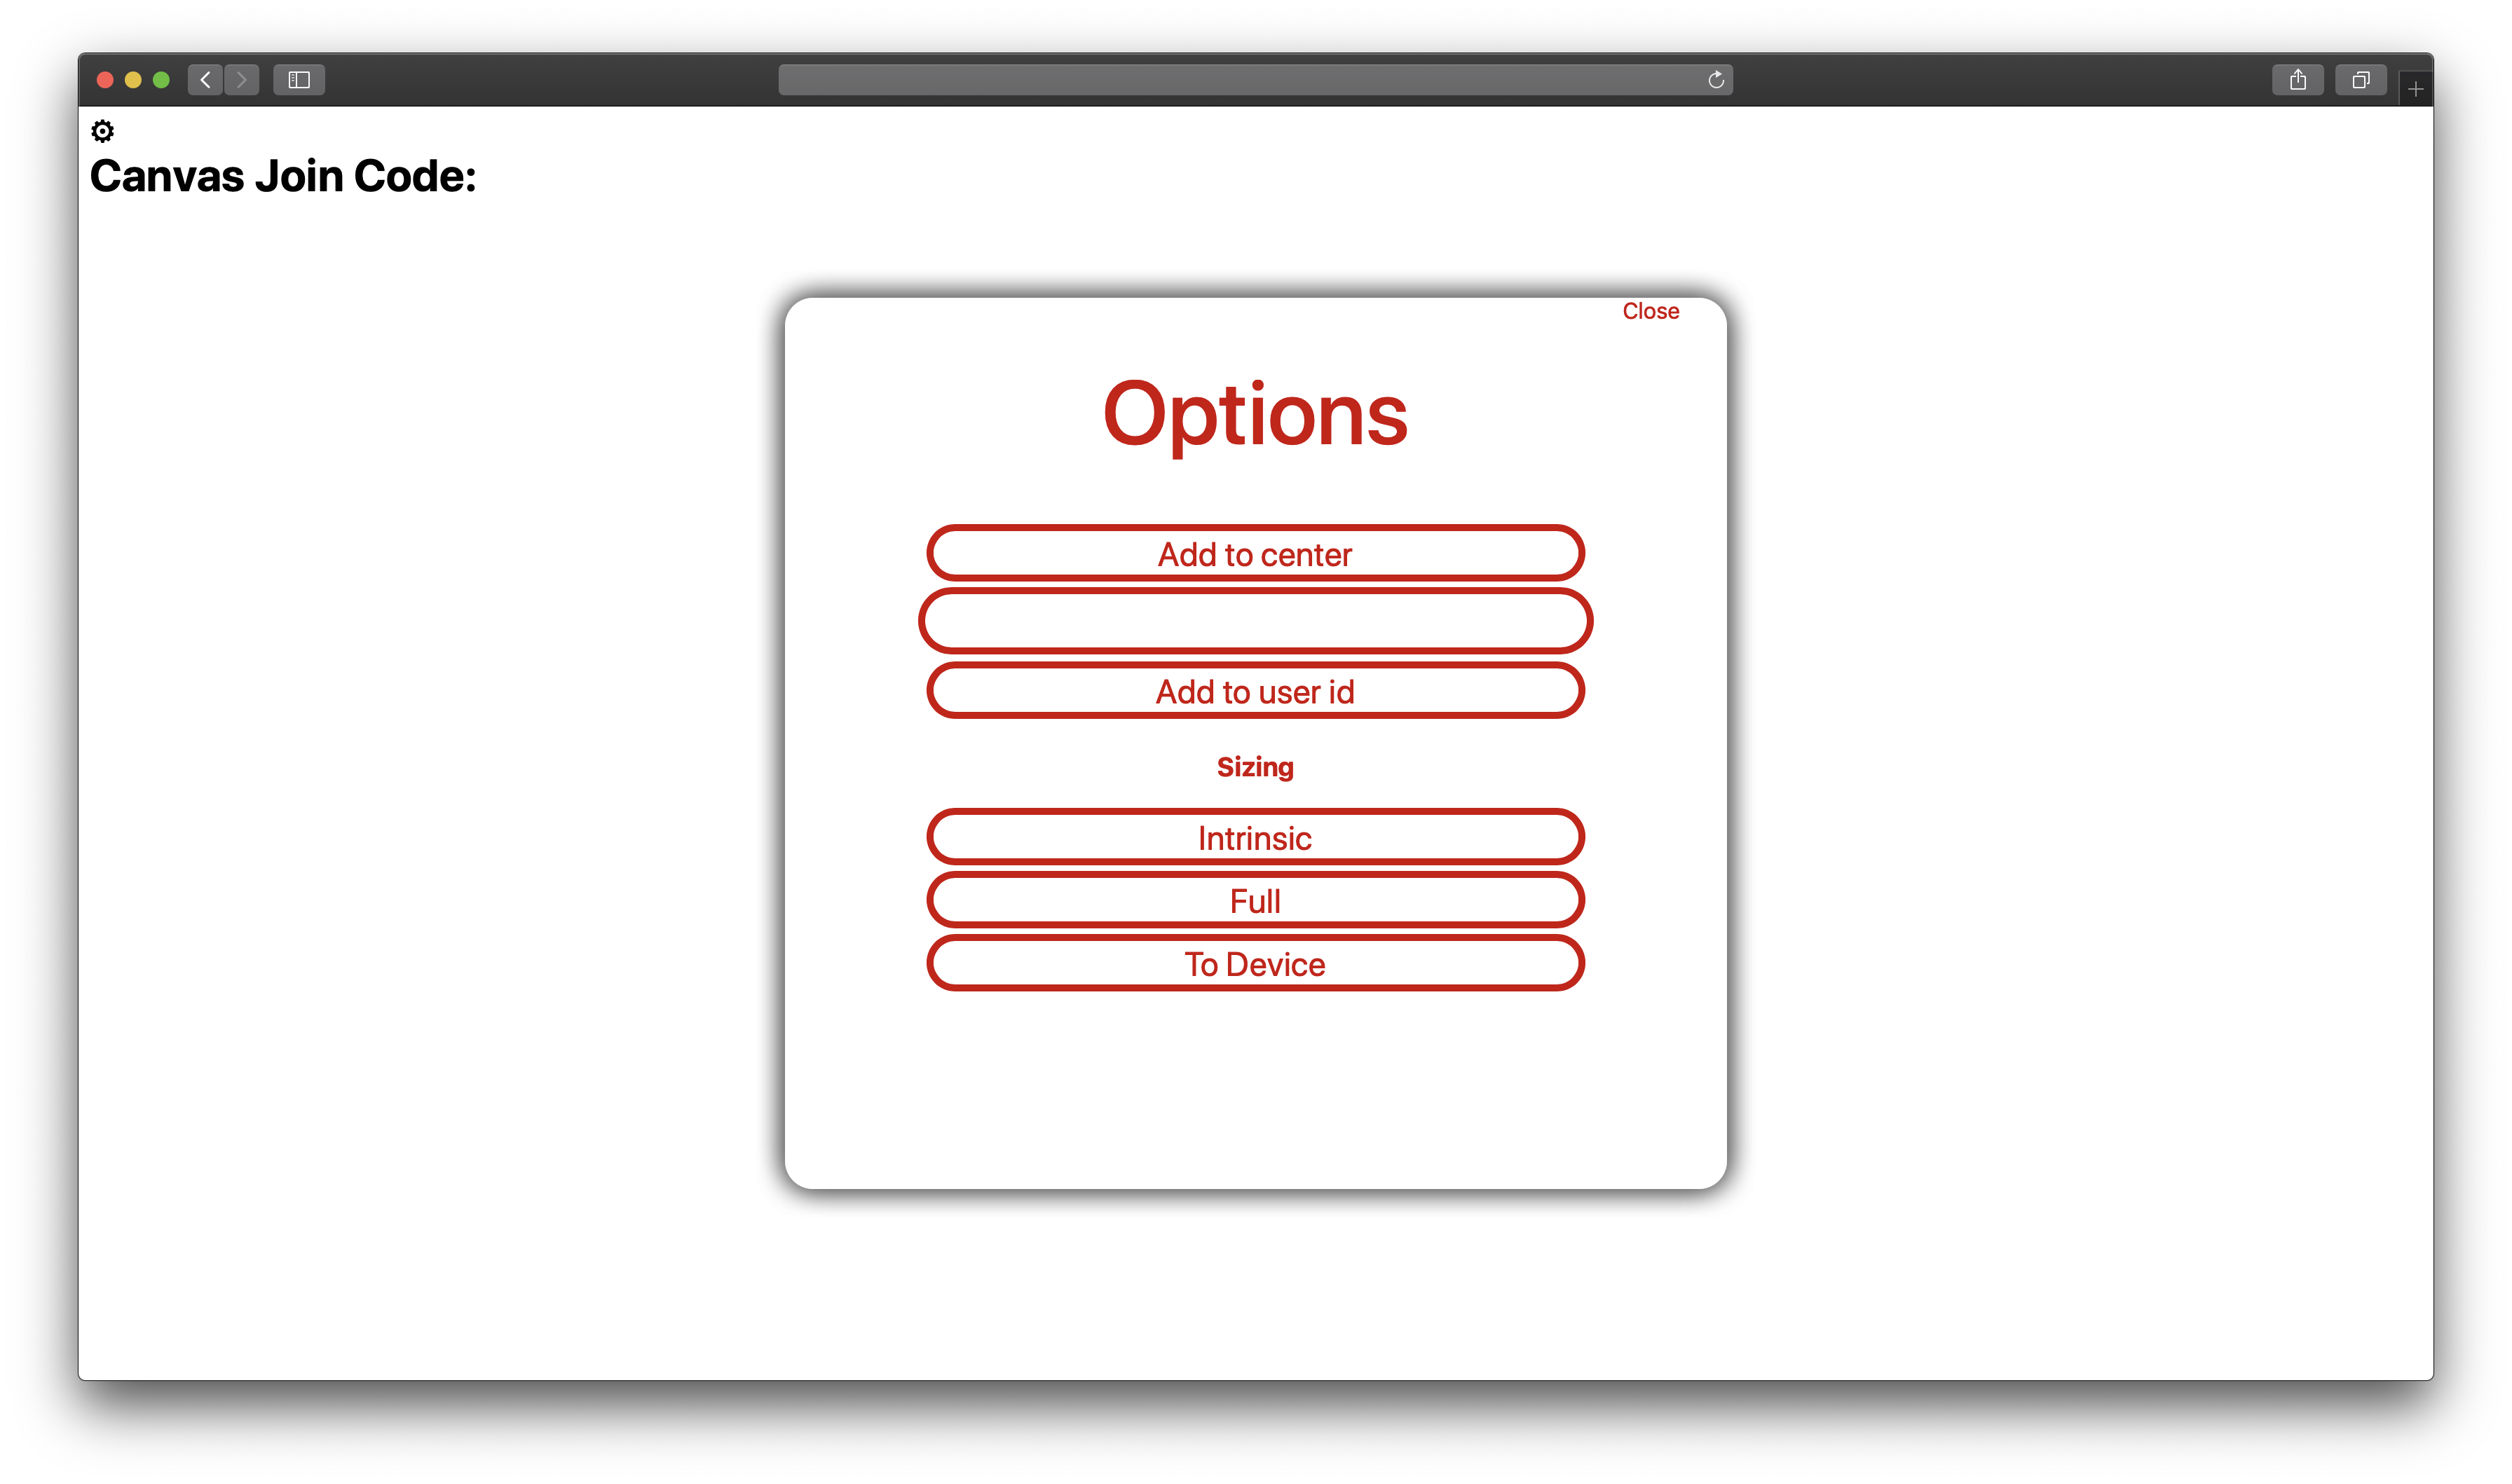 Canvas Join Code:
Close
Options
Add to center
Add to user id
Sizing
Intrinsic
Full
To Device